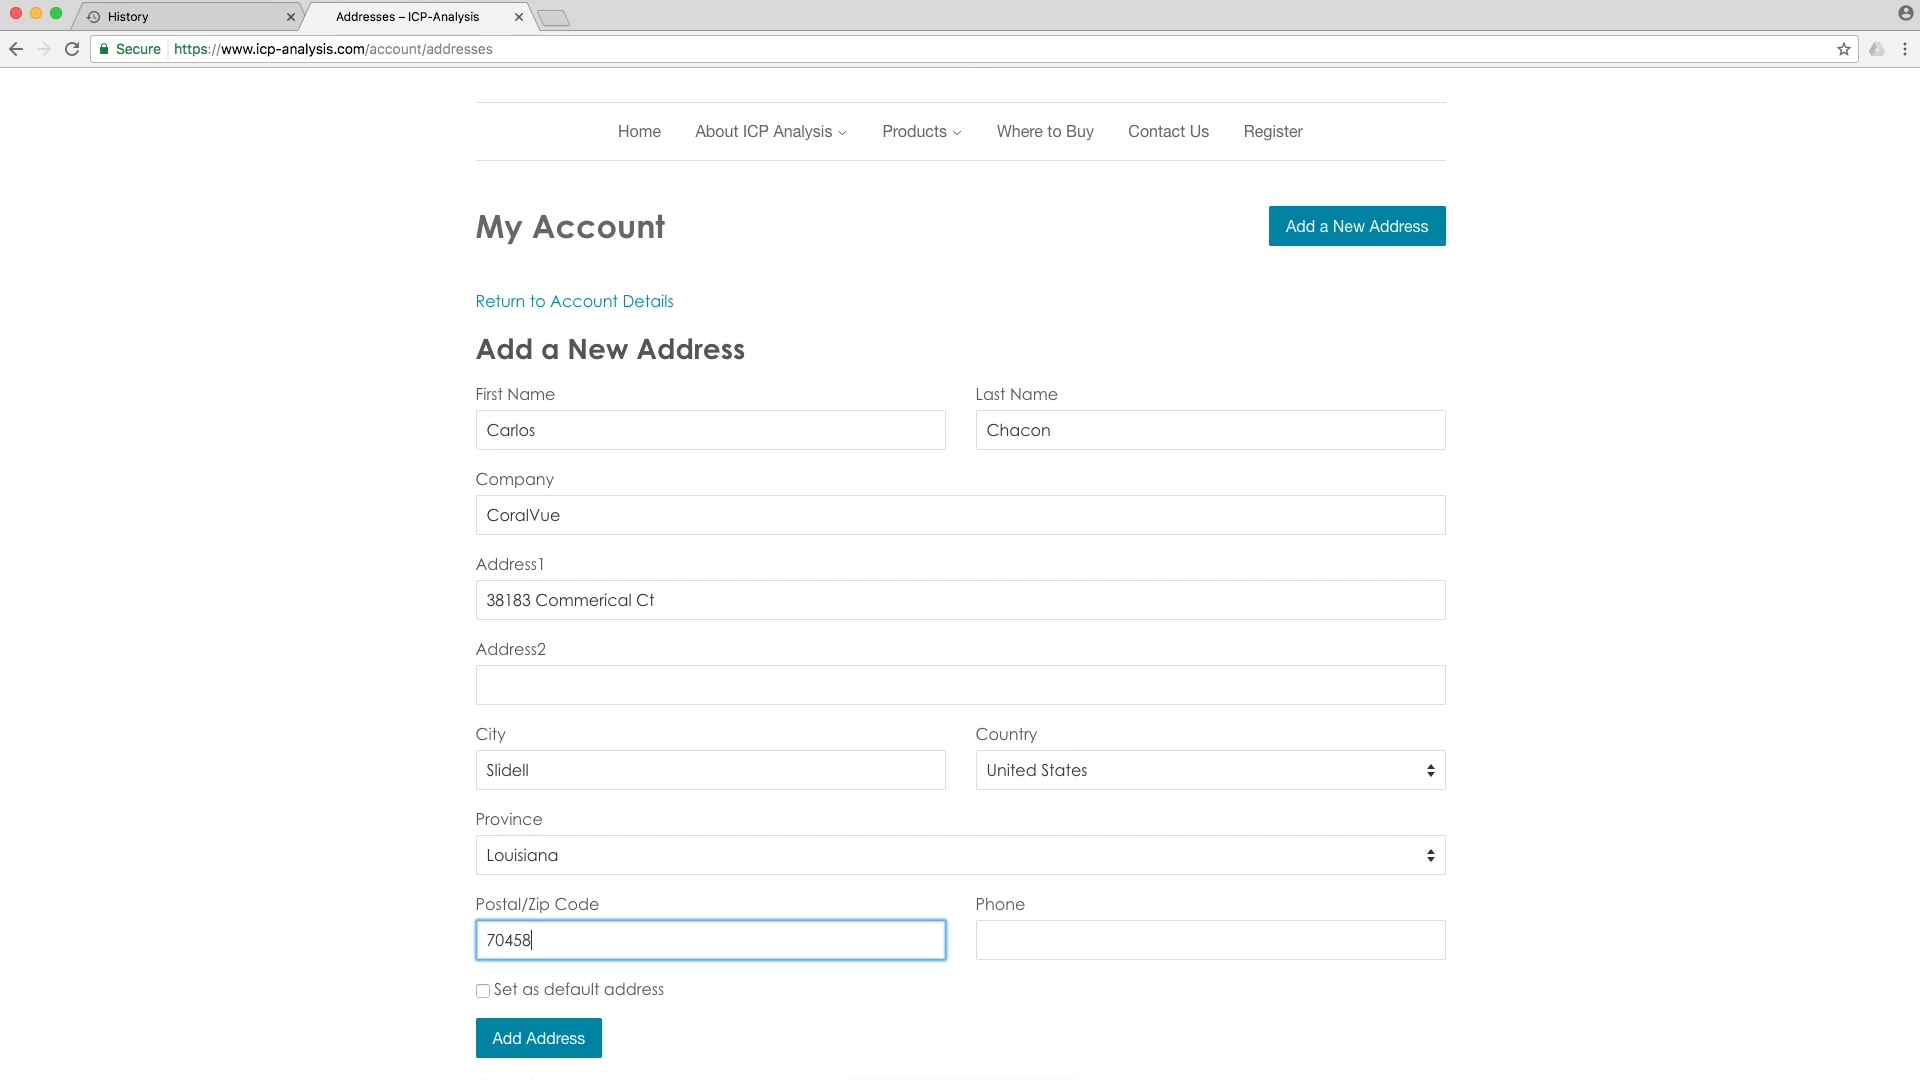 History
Addresses – ICP-Analysis
Secure https://www.icp-analysis.com/account/addresses
Home About ICP Analysis Products Where to Buy Contact Us Register
My Account
Add a New Address
Return to Account Details
Add a New Address
First Name Last Name
Carlos Chacon
Company
CoralVue
Address1
38183 Commerical Ct
Address2
City Country
Slidell United States
Province
Louisiana
Postal/Zip Code Phone
70458
Set as default address
Add Address